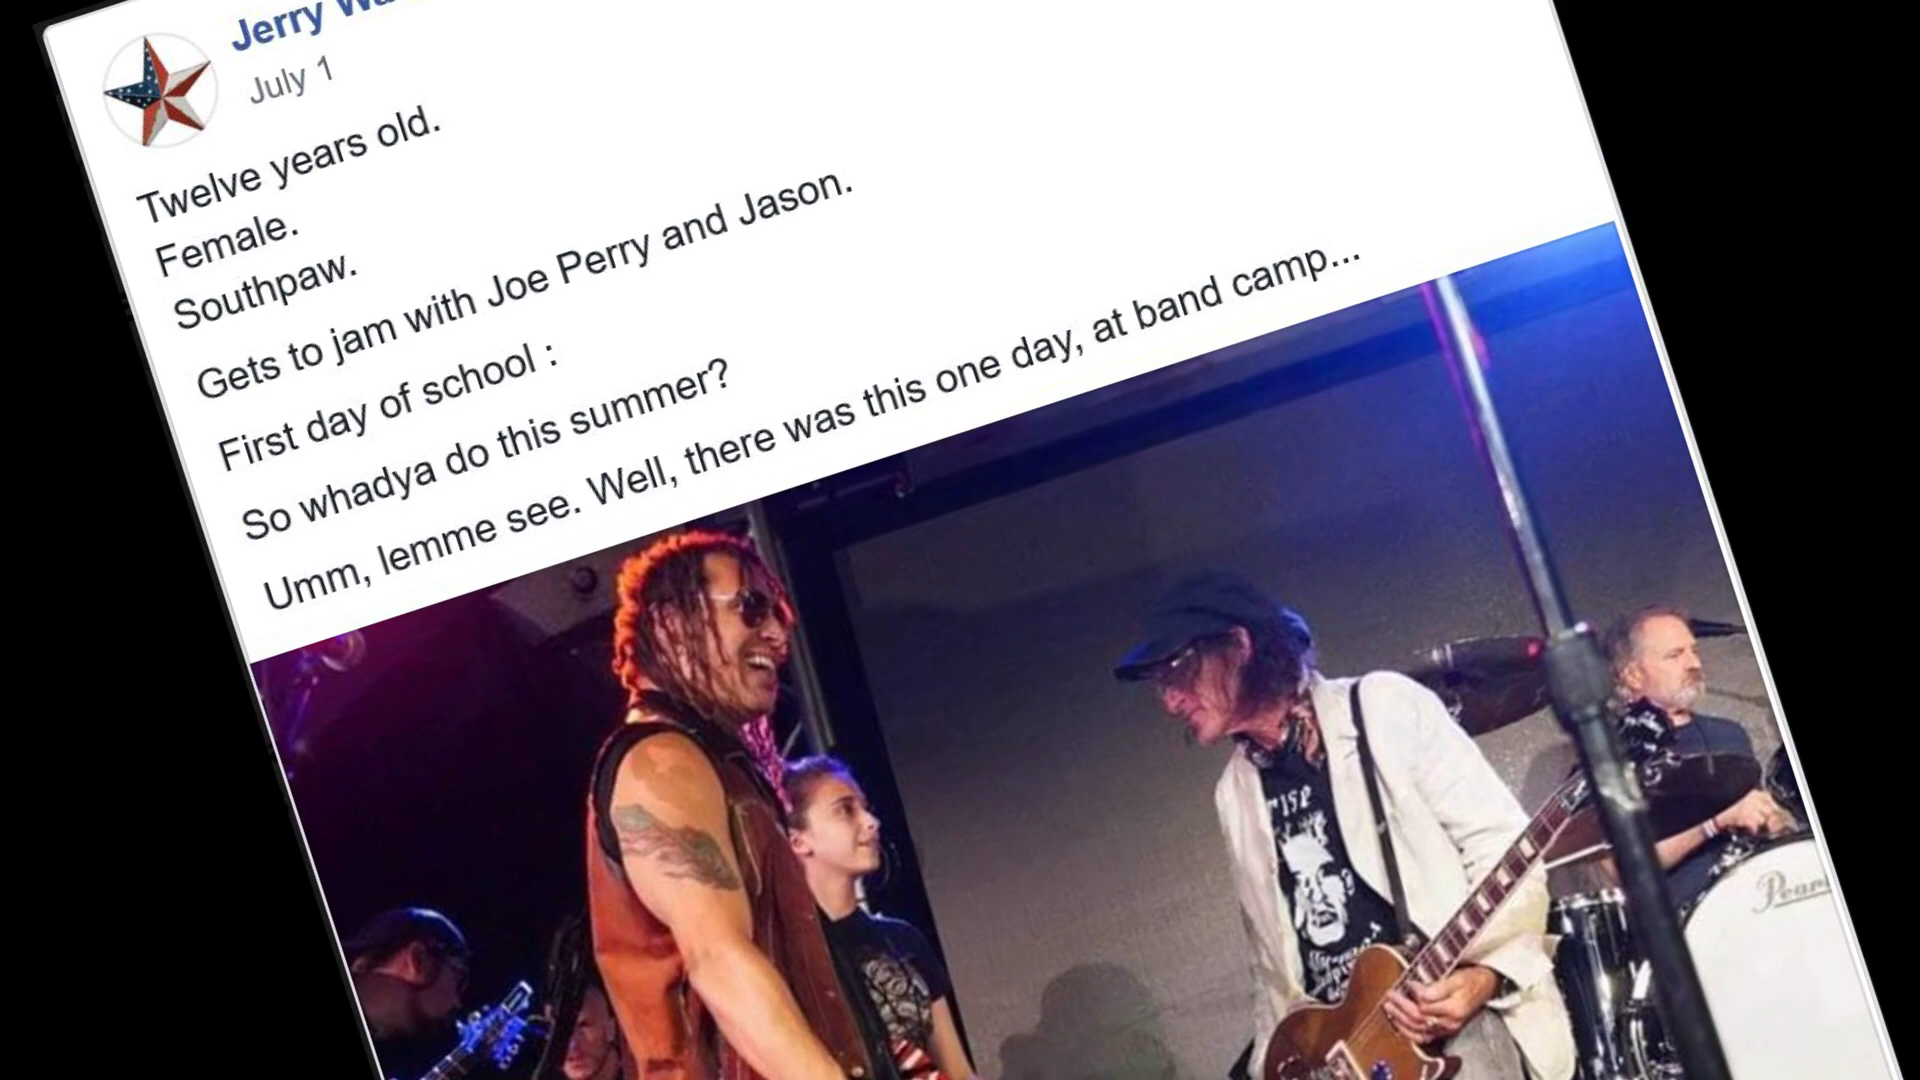 Jerry
July 1
Twelve years old.
Female.
Southpaw.
Gets to jam with Joe Perry and Jason.
First day of school :
So whadya do this summer?
Umm, lemme see. Well, there was this one day, at band camp...